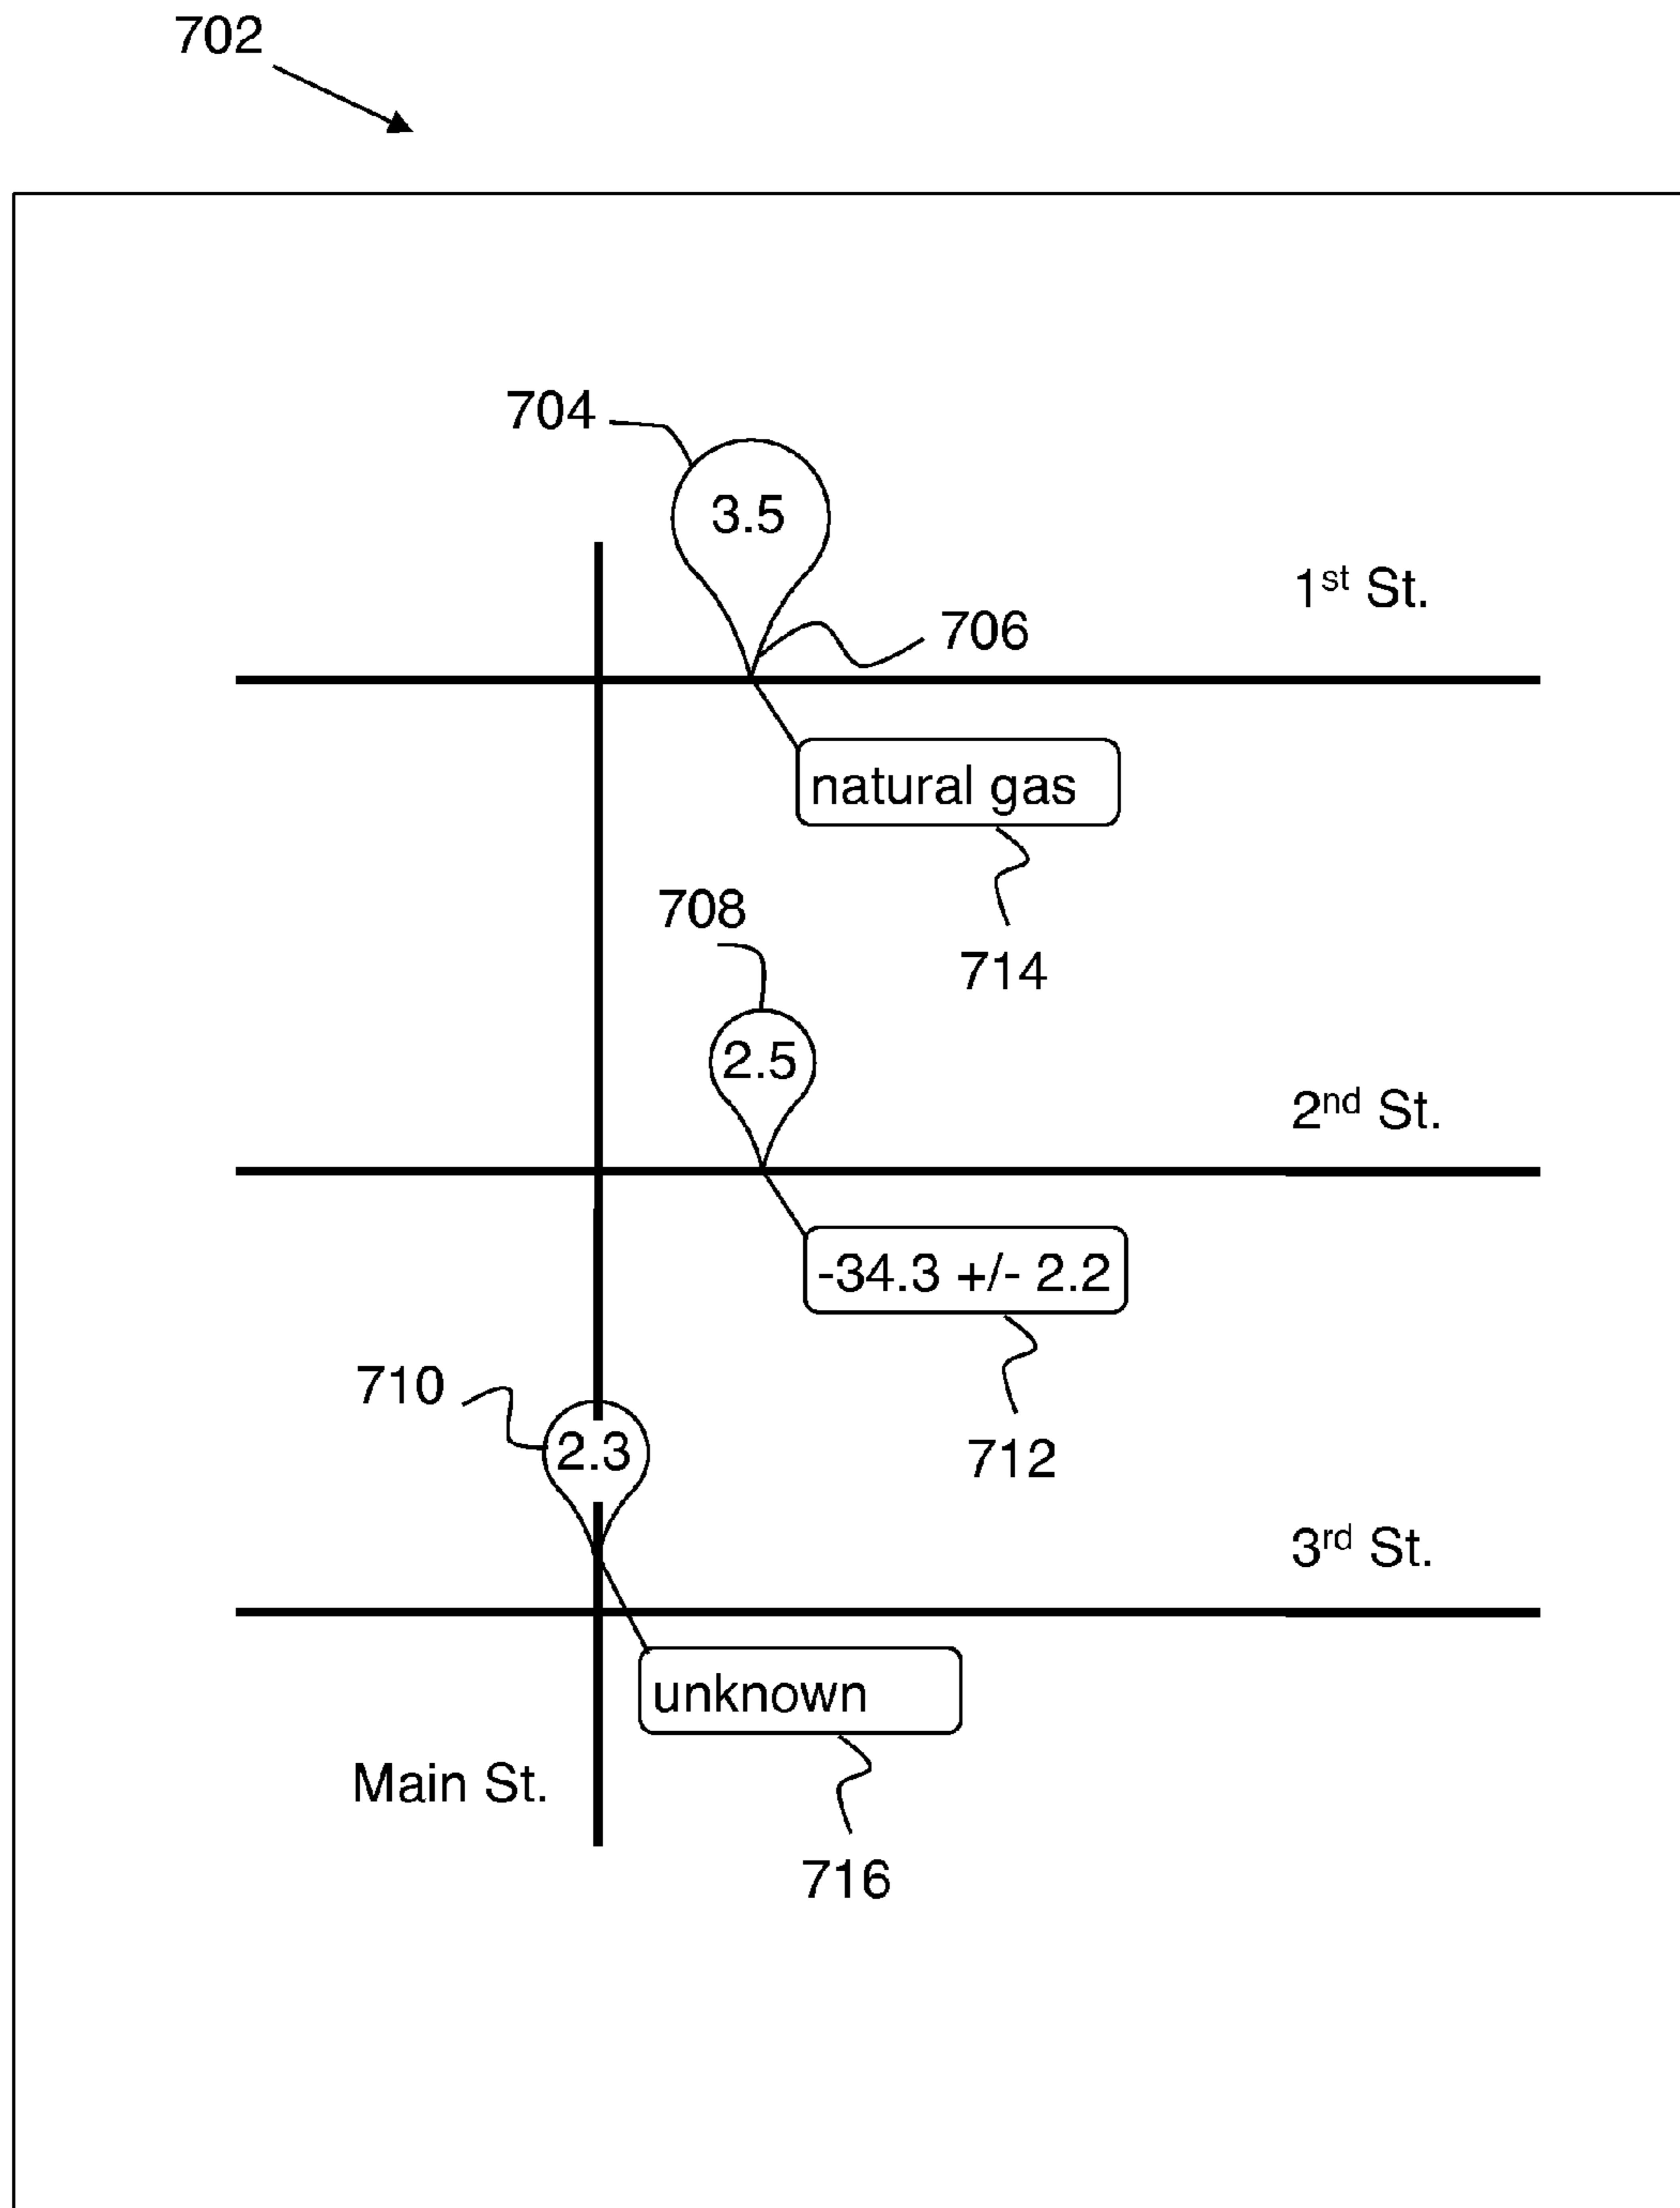 702
704
3.5
1st St.
706
natural gas
708
714
2.5
2nd St.
-34.3 +/- 2.2
710
2.3
712
3rd St.
unknown
Main St.
716